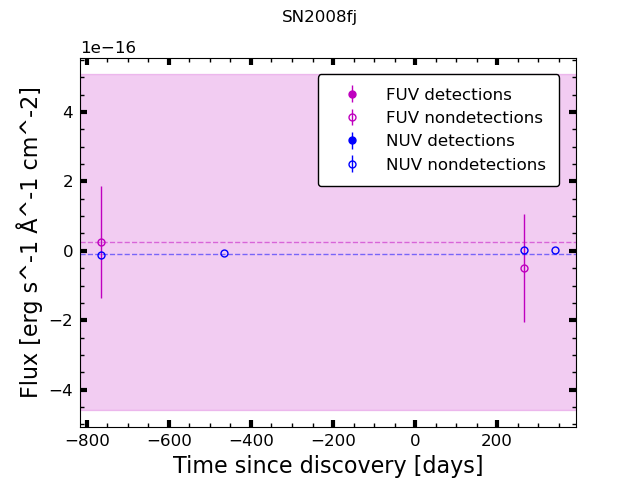 SN2008fj
1e−16
FUV detections
FUV nondetections
NUV detections
NUV nondetections
4
2
0
−2
−4
Flux [erg s^-1 Å^-1 cm^-2]
−800 −600 −400 −200 0 200
Time since discovery [days]